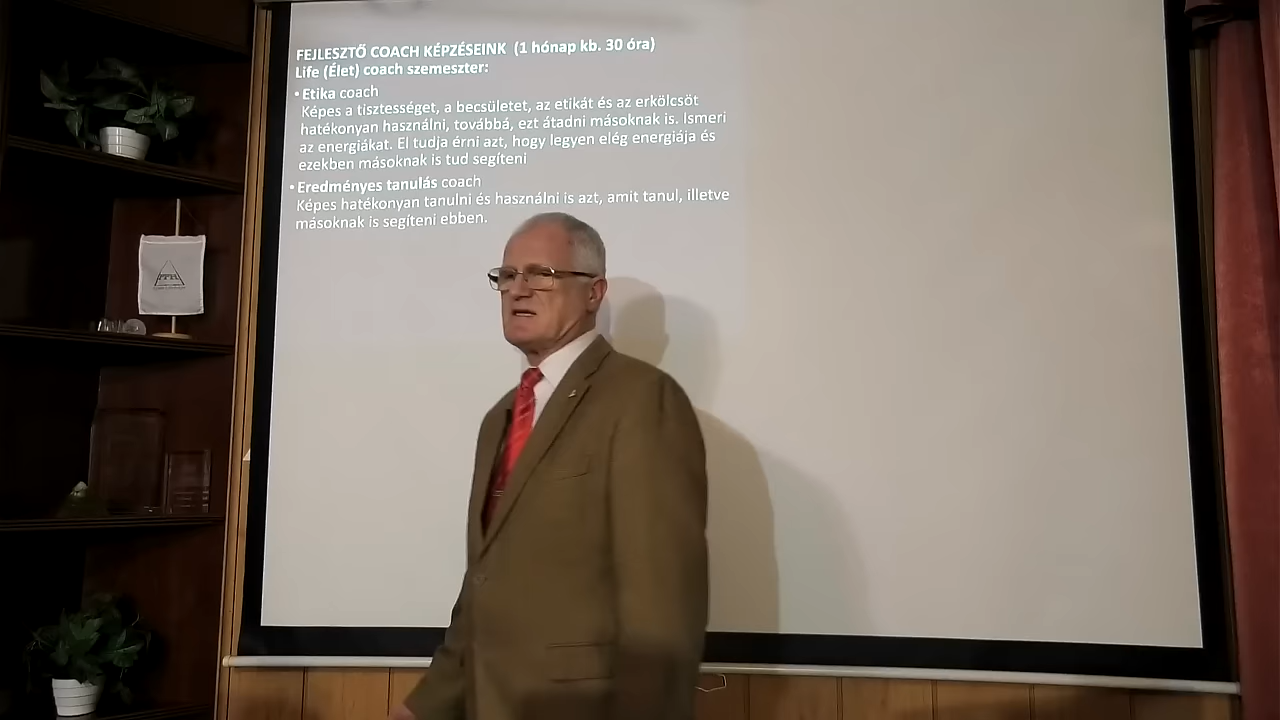 FEJLESZTŐ COACH KÉPZÉSEINK (1 hónap kb. 30 óra)
Life (Élet) coach szemeszter:
• Etika coach
Képes a tisztességet, a becsületet, az etikát és az erkölcsöt
hatékonyan használni, továbbá, ezt átadni másoknak is. Ismeri
az energiákat. El tudja érni azt, hogy legyen elég energiája és
ezekben másoknak is tud segíteni
• Eredményes tanulás coach
Képes hatékonyan tanulni és használni is azt, amit tanul, illetve
másoknak is segíteni ebben.